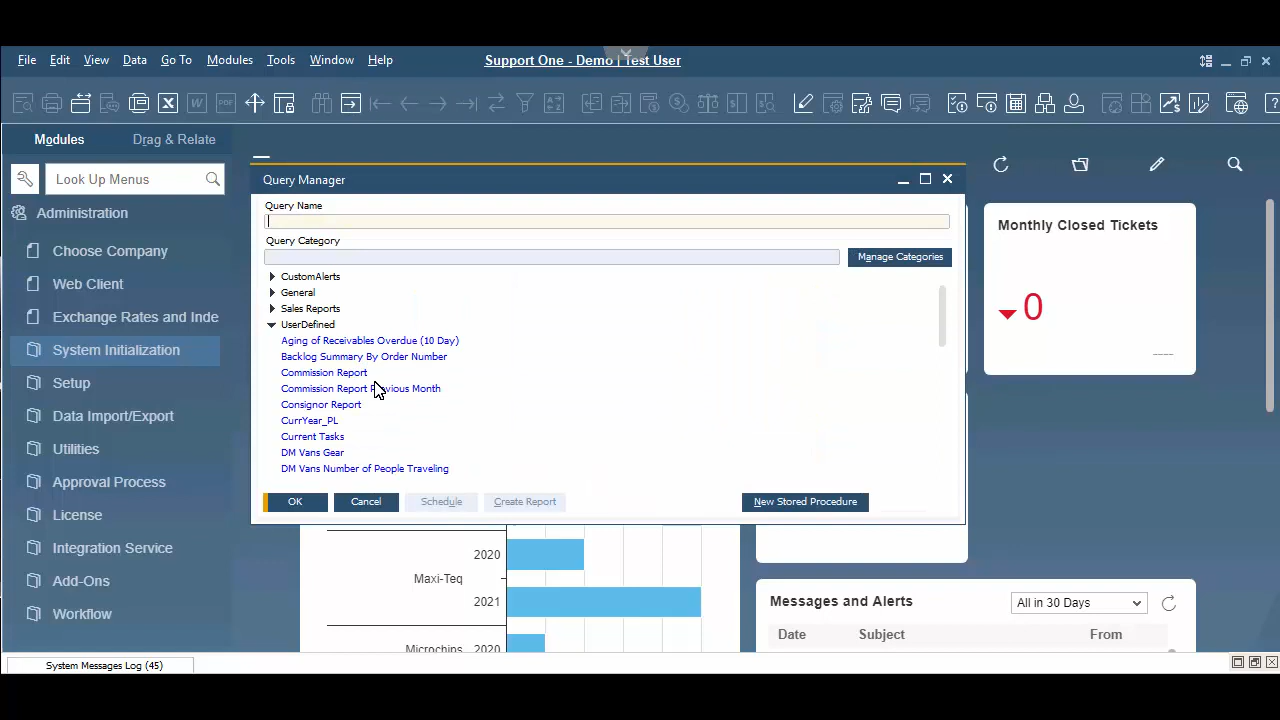 File Edit View Data Go To Modules Tools Window Help
Support One - Demo | Test User
Modules Drag & Relate
Look Up Menus
Administration
Choose Company
Web Client
Exchange Rates and Inde
System Initialization
Setup
Data Import/Export
Utilities
Approval Process
License
Integration Service
Add-Ons
Workflow
Query Manager
Query Name
Query Category
Manage Categories
CustomAlerts
General
Sales Reports
UserDefined
Aging of Receivables Overdue (10 Day)
Backlog Summary By Order Number
Commission Report
Commission Report Previous Month
Consignor Report
CurrYear_PL
Current Tasks
DM Vans Gear
DM Vans Number of People Traveling
OK Cancel Schedule Create Report New Stored Procedure
Monthly Closed Tickets
0
2020
Maxi-Teq
2021
Microchips 2020
Messages and Alerts All in 30 Days
Date Subject From
System Messages Log (45)